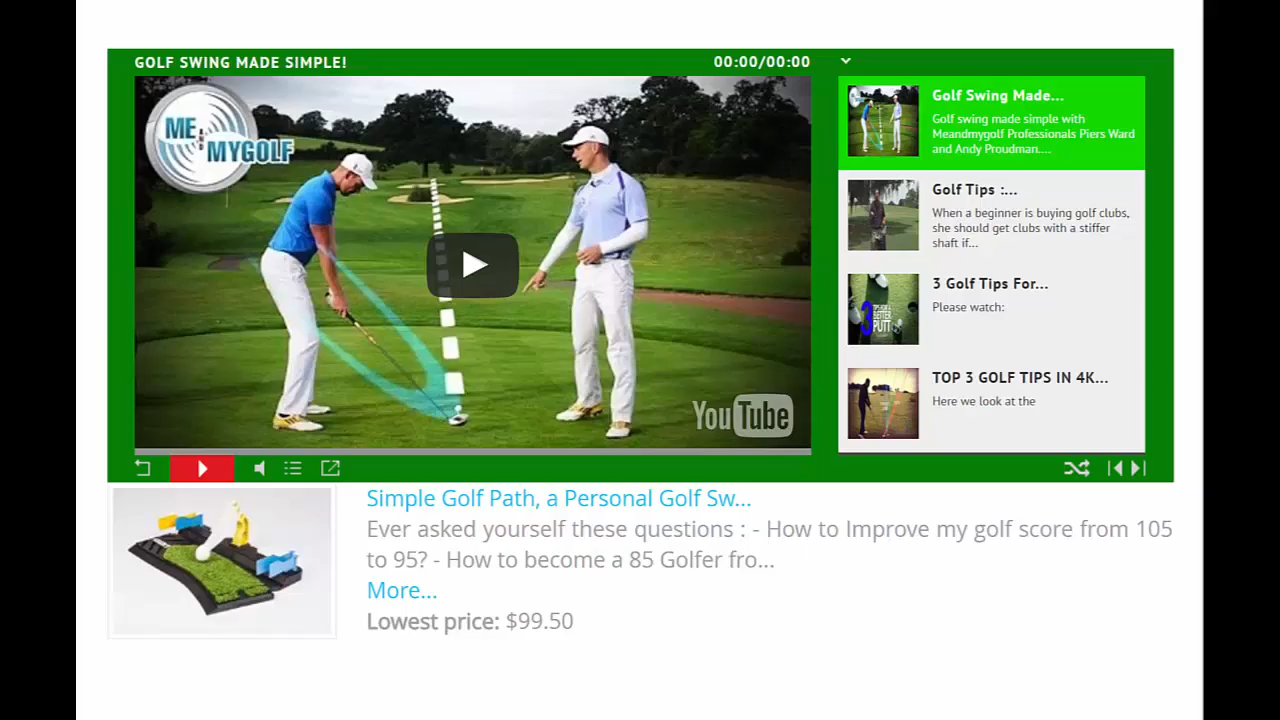 GOLF SWING MADE SIMPLE!
00:00/00:00
ME AND MYGOLF
YouTube
Golf Swing Made...
Golf swing made simple with
Meandmygolf Professionals Piers Ward
and Andy Proudman....
Golf Tips :...
When a beginner is buying golf clubs,
she should get clubs with a stiffer
shaft if...
3 Golf Tips For...
Please watch:
3
BETTER
PUTT
TOP 3 GOLF TIPS IN 4K...
Here we look at the
Simple Golf Path, a Personal Golf Sw...
Ever asked yourself these questions : - How to Improve my golf score from 105
to 95? - How to become a 85 Golfer fro...
More...
Lowest price: $99.50